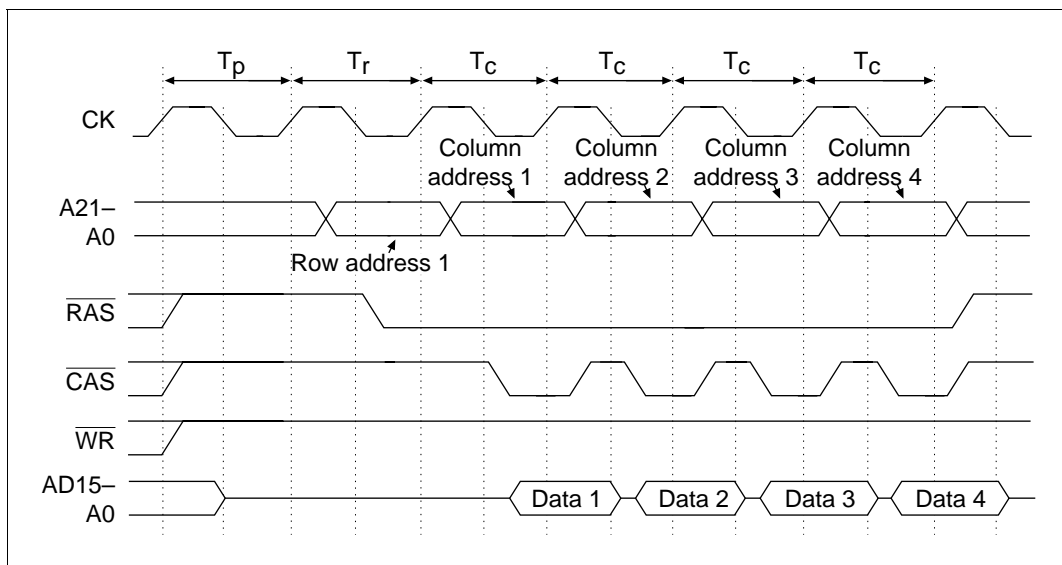 Tp Tr Tc Tc Tc Tc
CK
Column address 1
Column address 2
Column address 3
Column address 4
A21–
A0
Row address 1
RAS
CAS
WR
AD15–
A0
Data 1 Data 2 Data 3 Data 4